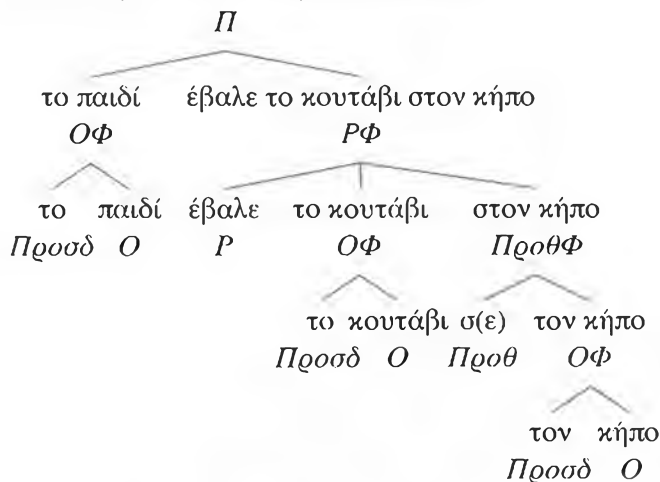 Π
το παιδί έβαλε το κουτάβι στον κήπο
ΟΦ ΡΦ
το παιδί έβαλε το κουτάβι στον κήπο
Προσδ Ο Ρ ΟΦ ΠροθΦ
το κουτάβι σ(ε) τον κήπο
Προσδ Ο Προθ ΟΦ
τον κήπο
Προσδ Ο